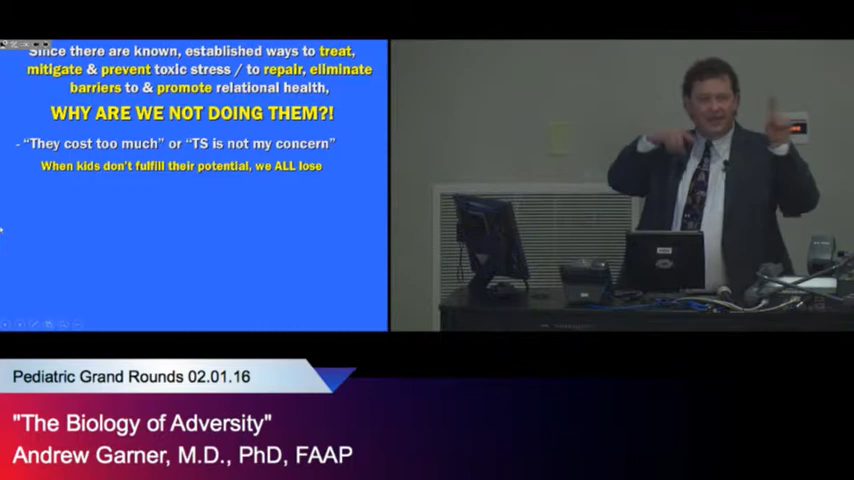 Since there are known, established ways to treat,
mitigate & prevent toxic stress / to repair, eliminate
barriers to & promote relational health,
WHY ARE WE NOT DOING THEM?!
- “They cost too much” or “TS is not my concern”
When kids don’t fulfill their potential, we ALL lose
Pediatric Grand Rounds 02.01.16
"The Biology of Adversity"
Andrew Garner, M.D., PhD, FAAP